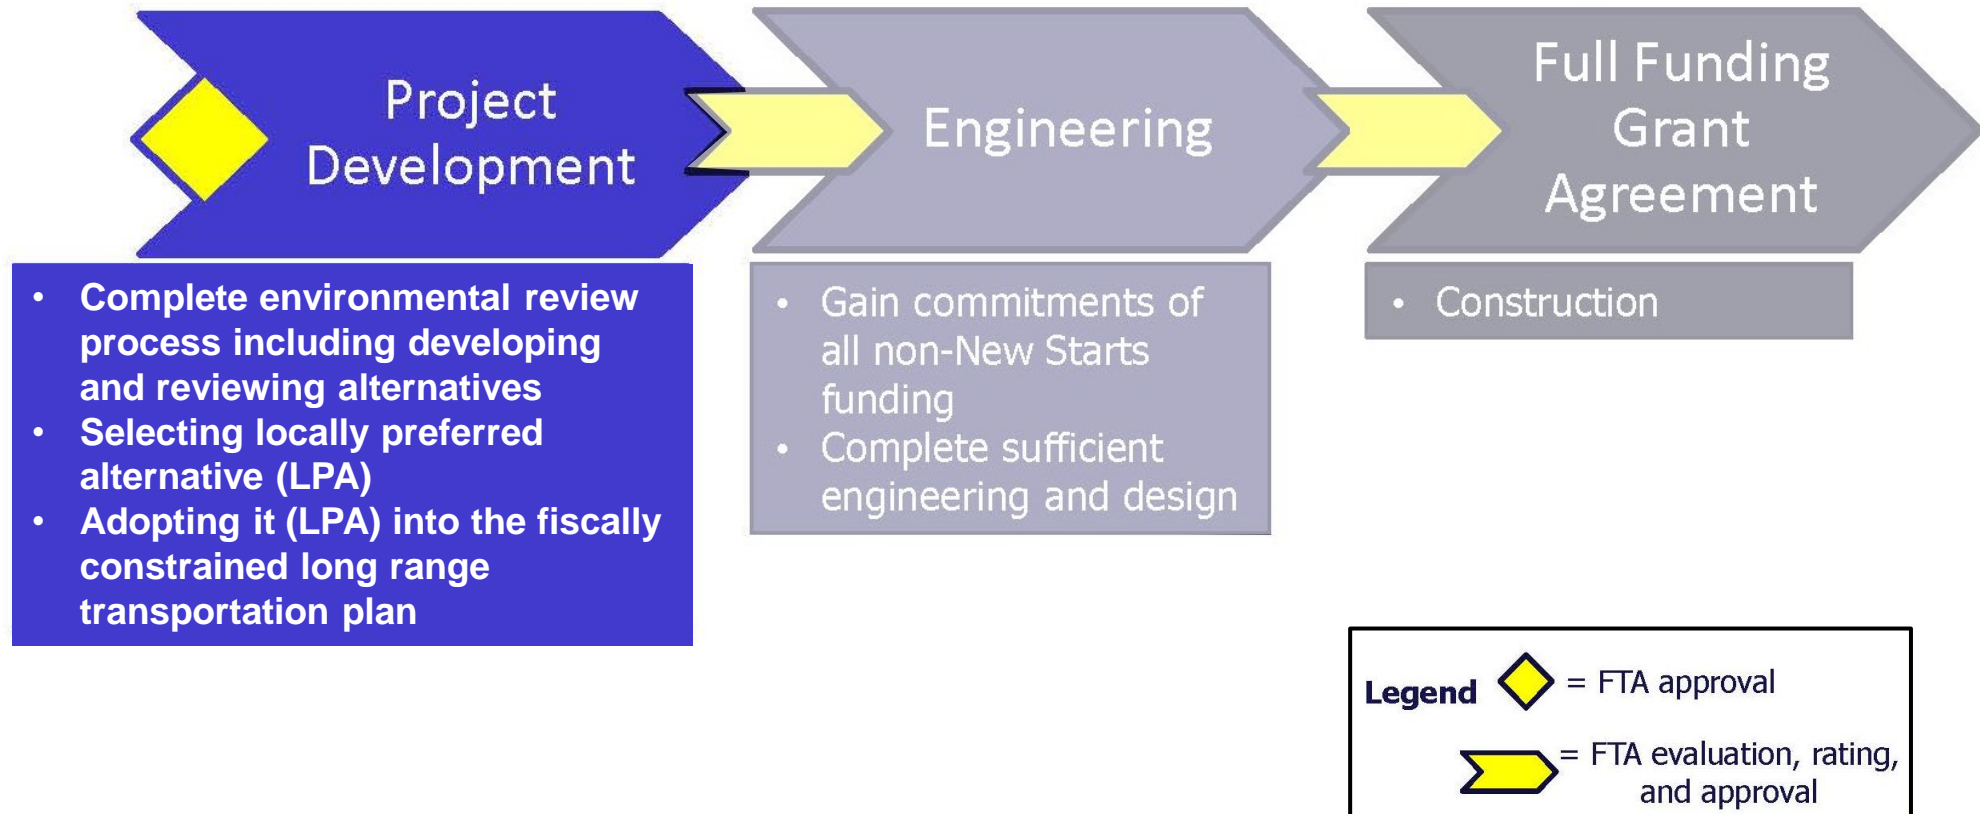 Project
Development
Engineering
Full Funding
Grant
Agreement
• Complete environmental review
process including developing
and reviewing alternatives
• Selecting locally preferred
alternative (LPA)
• Adopting it (LPA) into the fiscally
constrained long range
transportation plan
• Gain commitments of
all non-New Starts
funding
• Complete sufficient
engineering and design
• Construction
Legend = FTA approval
= FTA evaluation, rating,
and approval